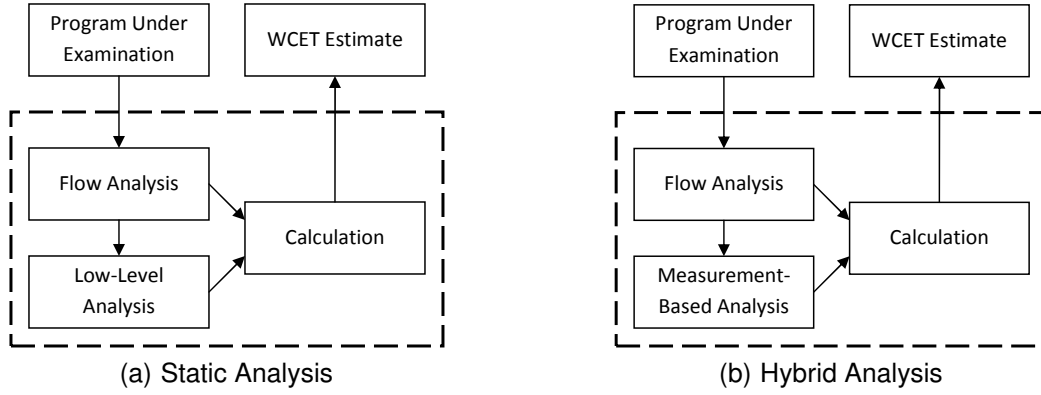 Program Under
Examination
WCET Estimate
Flow Analysis
Calculation
Low-Level
Analysis
(a) Static Analysis
Program Under
Examination
WCET Estimate
Flow Analysis
Calculation
Measurement-
Based Analysis
(b) Hybrid Analysis